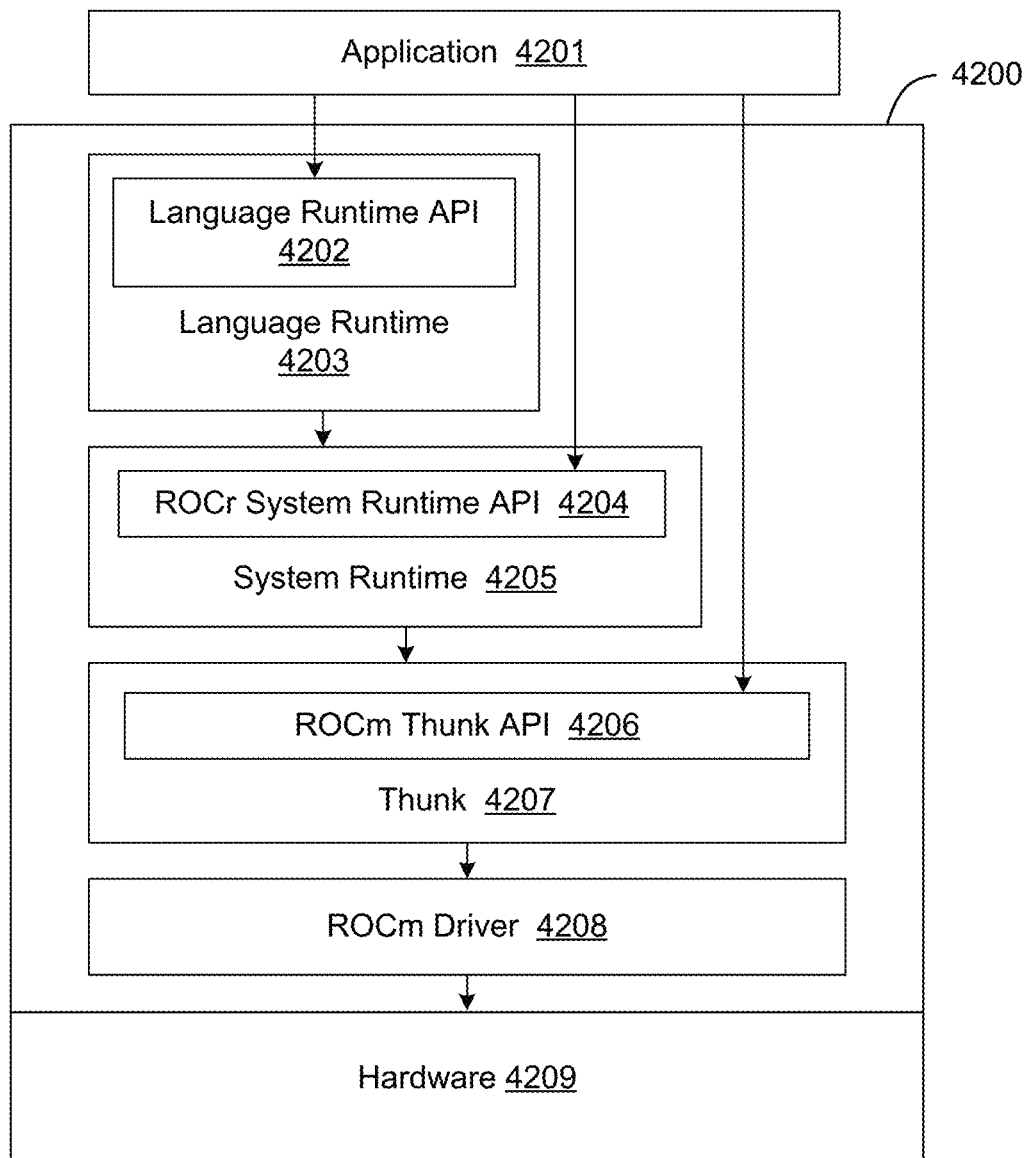 Application 4201
4200
Language Runtime API
4202
Language Runtime
4203
ROCr System Runtime API 4204
System Runtime 4205
ROCm Thunk API 4206
Thunk 4207
ROCm Driver 4208
Hardware 4209